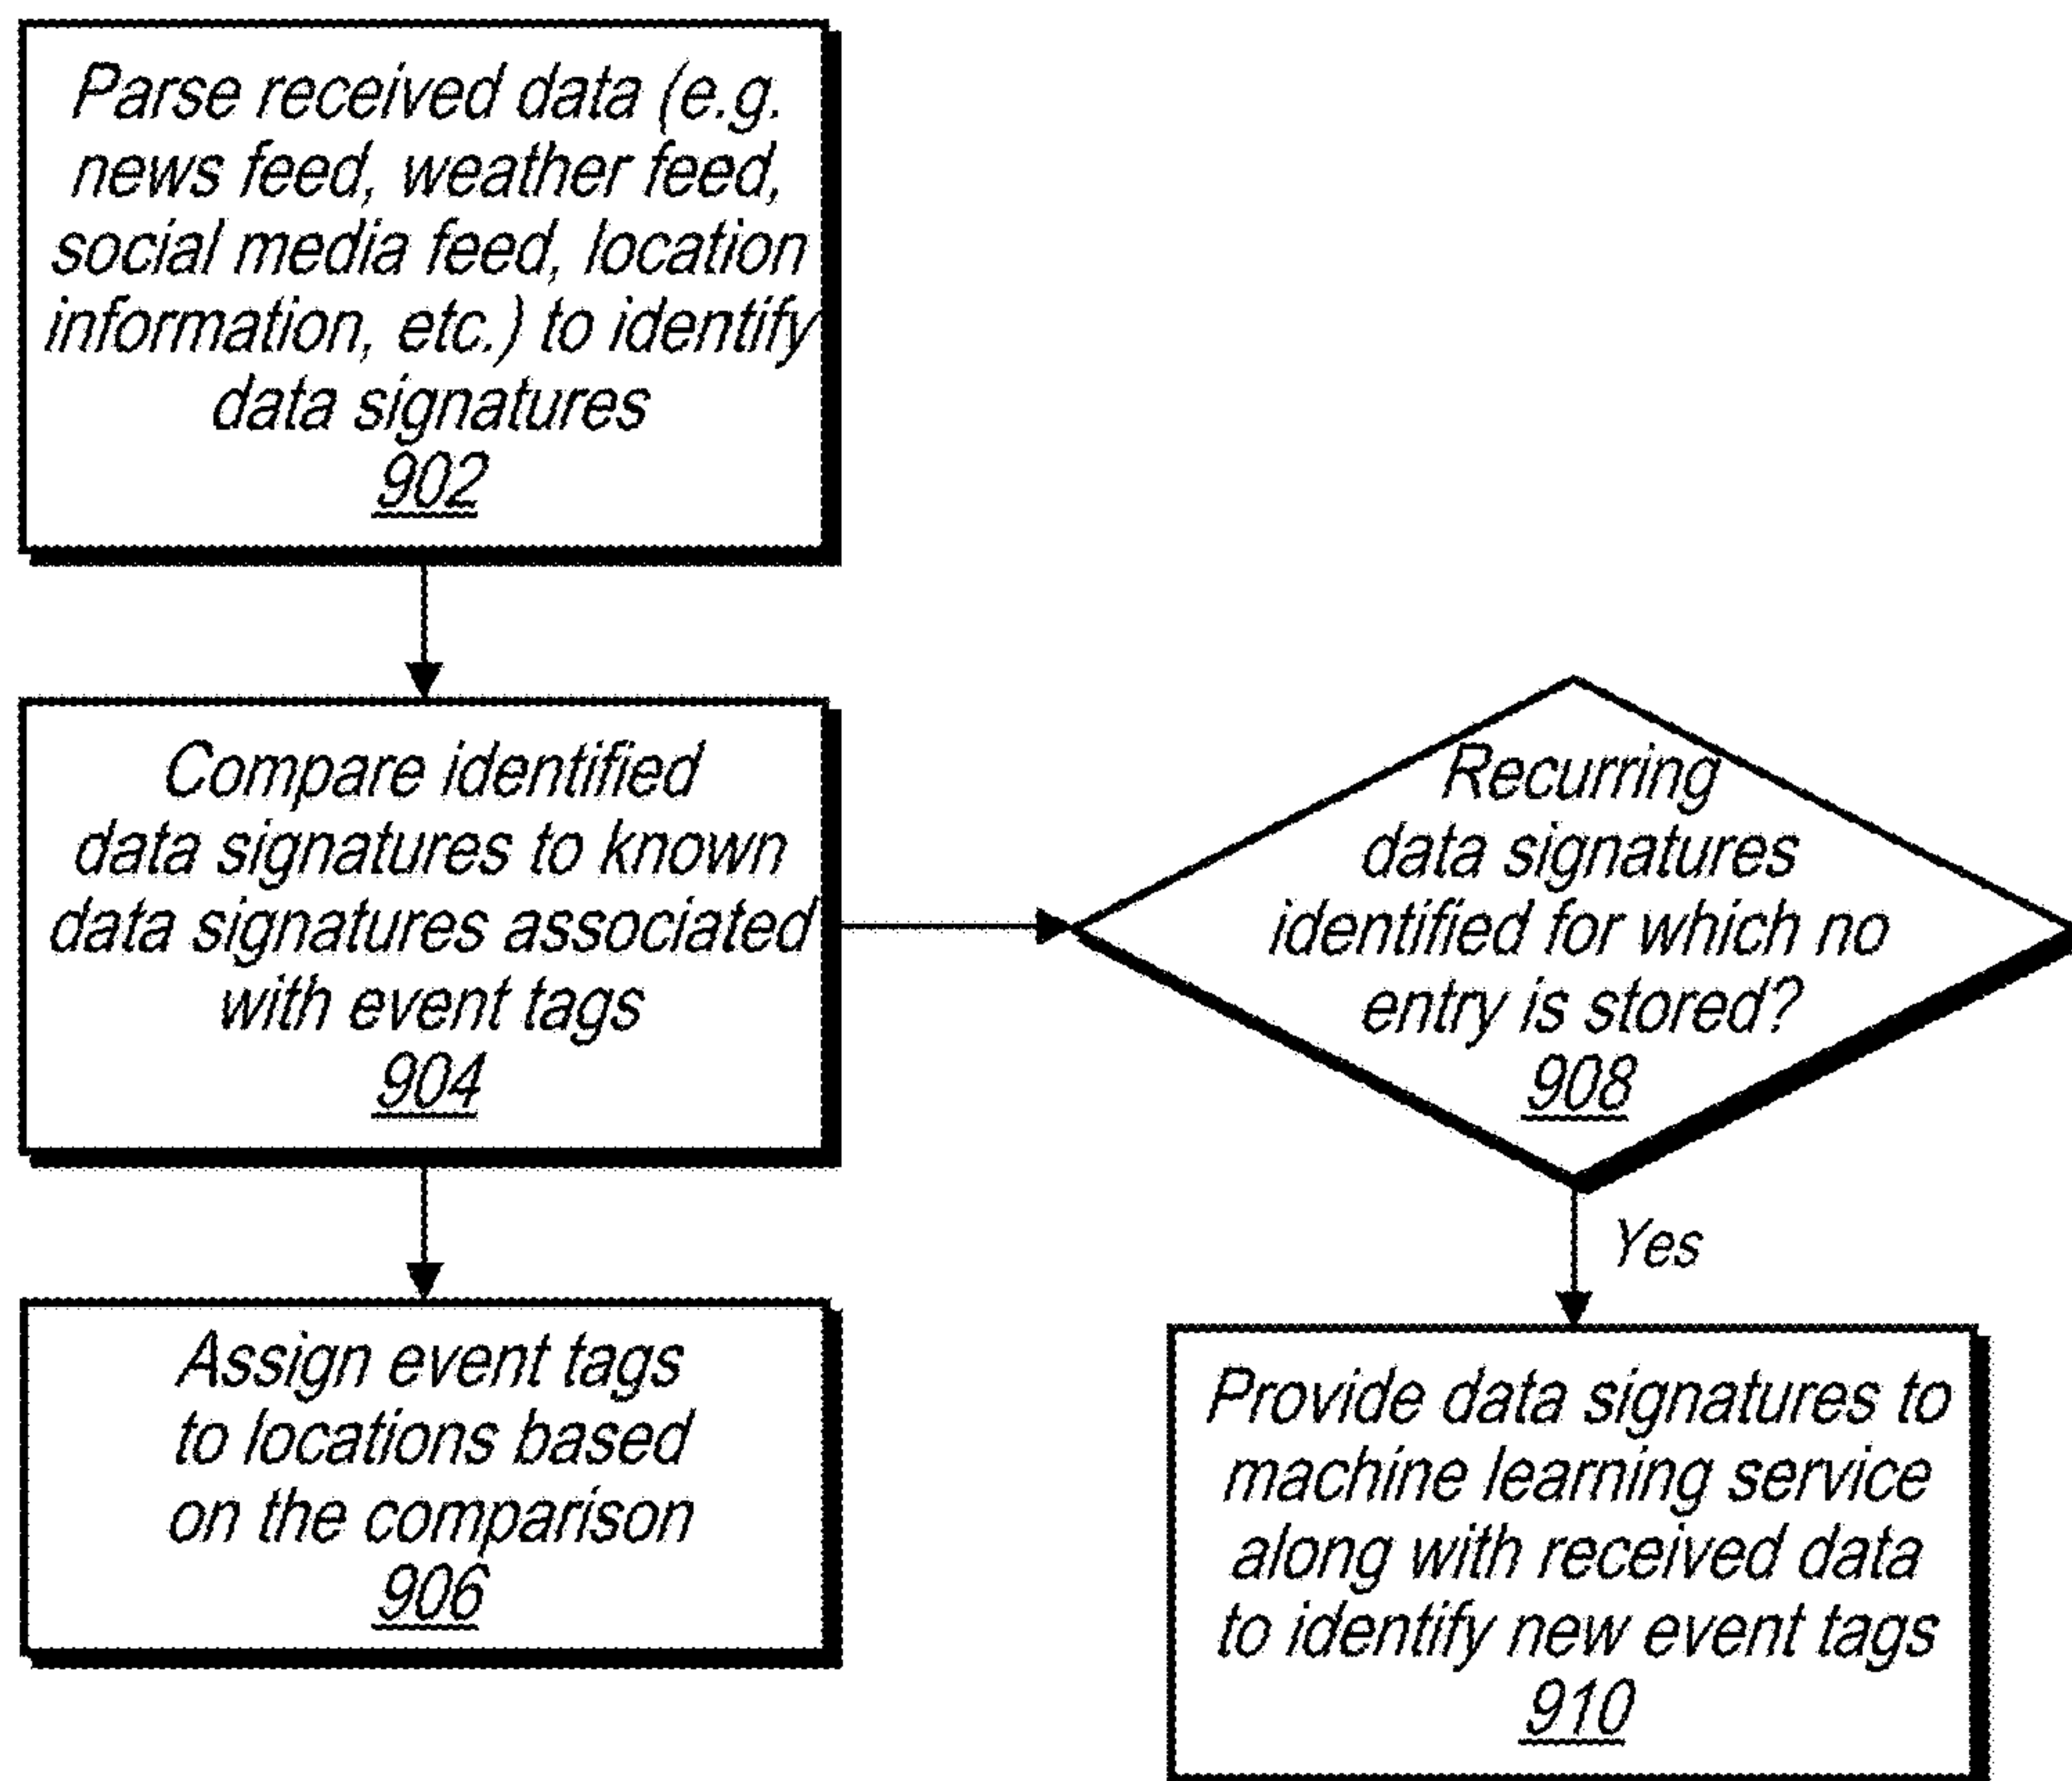 Parse received data (e.g.
news feed, weather feed,
social media feed, location
information, etc.) to identify
data signatures
902
Compare identified
data signatures to known
data signatures associated
with event tags
904
Assign event tags
to locations based
on the comparison
906
Recurring
data signatures
identified for which no
entry is stored?
908
Yes
Provide data signatures to
machine learning service
along with received data
to identify new event tags
910